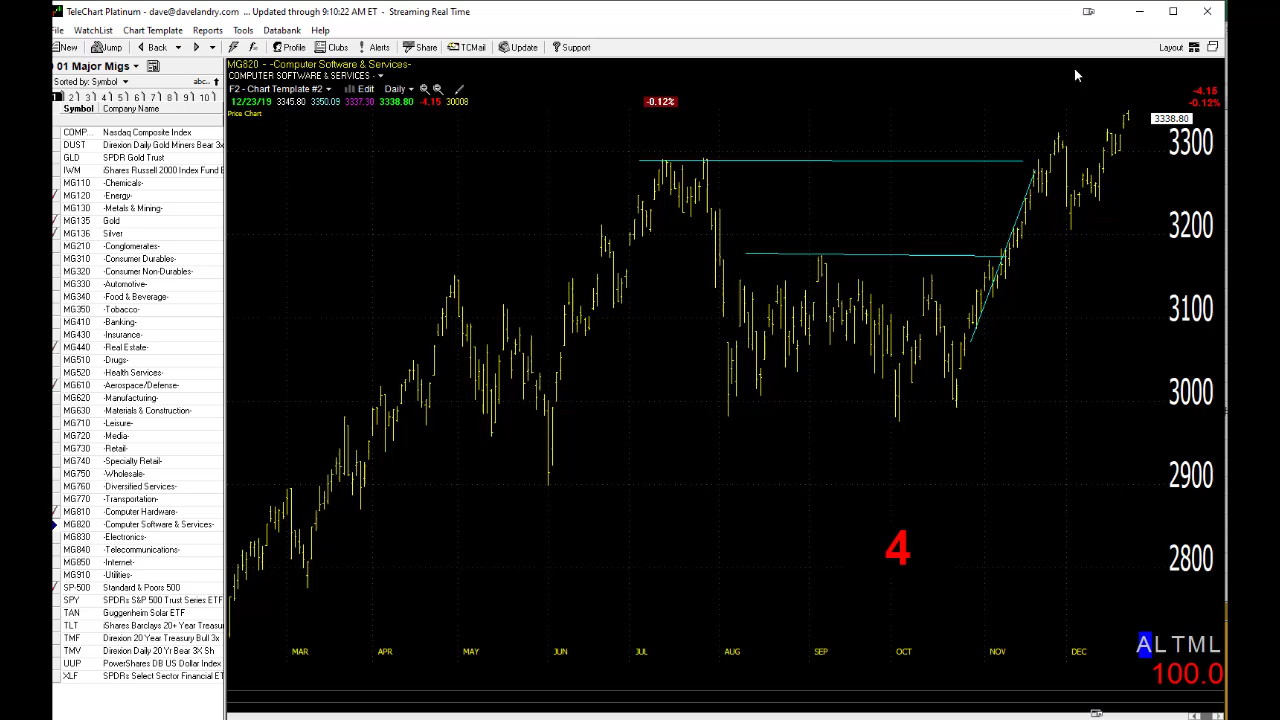 TeleChart Platinum - dave@davelandry.com ... Updated through 9:10:22 AM ET - Streaming Real Time
File WatchList Chart Template Reports Tools Databank Help
New Jump Back Profile Clubs Alerts Share TCMail Update Support Layout
01 Major Migs
Sorted by: Symbol abc..
1 2 3 4 5 6 7 8 9 10
Symbol Company Name
COMP... Nasdaq Composite Index
DUST Direxion Daily Gold Miners Bear 3x
GLD SPDR Gold Trust
IWM iShares Russell 2000 Index Fund E
MG110 -Chemicals-
MG120 -Energy-
MG130 -Metals & Mining-
MG135 Gold
MG136 Silver
MG210 -Conglomerates-
MG310 -Consumer Durables-
MG320 -Consumer Non-Durables-
MG330 -Automotive-
MG340 -Food & Beverage-
MG350 -Tobacco-
MG410 -Banking-
MG430 -Insurance-
MG440 -Real Estate-
MG510 -Drugs-
MG520 -Health Services-
MG610 -Aerospace/Defense-
MG620 -Manufacturing-
MG630 -Materials & Construction-
MG710 -Leisure-
MG720 -Media-
MG730 -Retail-
MG740 -Specialty Retail-
MG750 -Wholesale-
MG760 -Diversified Services-
MG770 -Transportation-
MG810 -Computer Hardware-
MG820 -Computer Software & Services-
MG830 -Electronics-
MG840 -Telecommunications-
MG850 -Internet-
MG910 -Utilities-
SP-500 Standard & Poors 500
SPY SPDRs S&P 500 Trust Series ETF
TAN Guggenheim Solar ETF
TLT iShares Barclays 20+ Year Treasur
TMF Direxion 20 Year Treasury Bull 3x
TMV Direxion Daily 20 Yr Bear 3X Sh
UUP PowerShares DB US Dollar Index
XLF SPDRs Select Sector Financial ET
MG820 - -Computer Software & Services-
COMPUTER SOFTWARE & SERVICES -
F2 - Chart Template #2 Edit Daily
12/23/19 3345.80 3350.09 3337.30 3338.80 -4.15 30008
-0.12%
Price Chart
-4.15
-0.12%
3338.80
3300
3200
3100
3000
2900
2800
4
MAR APR MAY JUN JUL AUG SEP OCT NOV DEC
ALTML
100.0